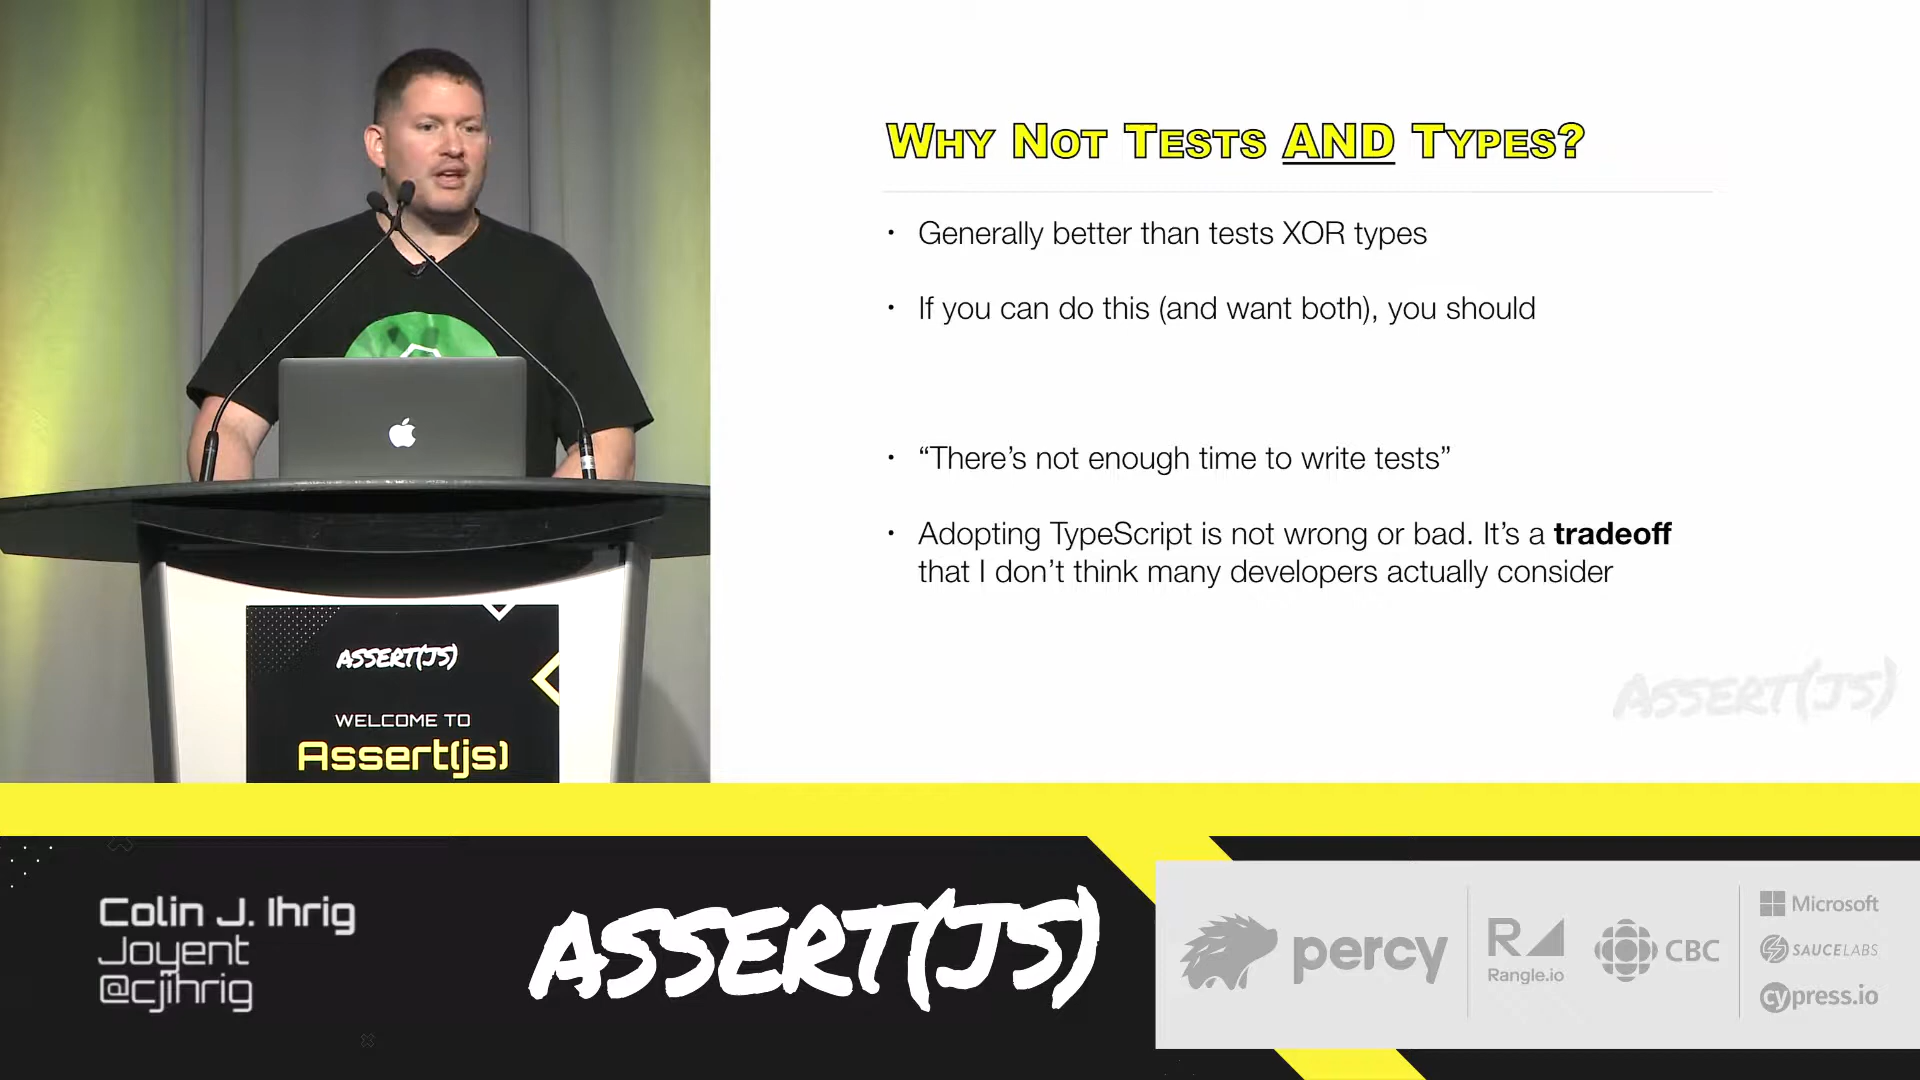 WHY NOT TESTS AND TYPES?
• Generally better than tests XOR types
• If you can do this (and want both), you should
• “There’s not enough time to write tests”
• Adopting TypeScript is not wrong or bad. It’s a tradeoff
that I don’t think many developers actually consider
ASSERT(JS)
ASSERT(JS)
WELCOME TO
Assert(js)
Colin J. Ihrig
Joyent
@cjihrig
ASSERT(JS)
percy
R
Rangle.io
CBC
Microsoft
SAUCELABS
cypress.io